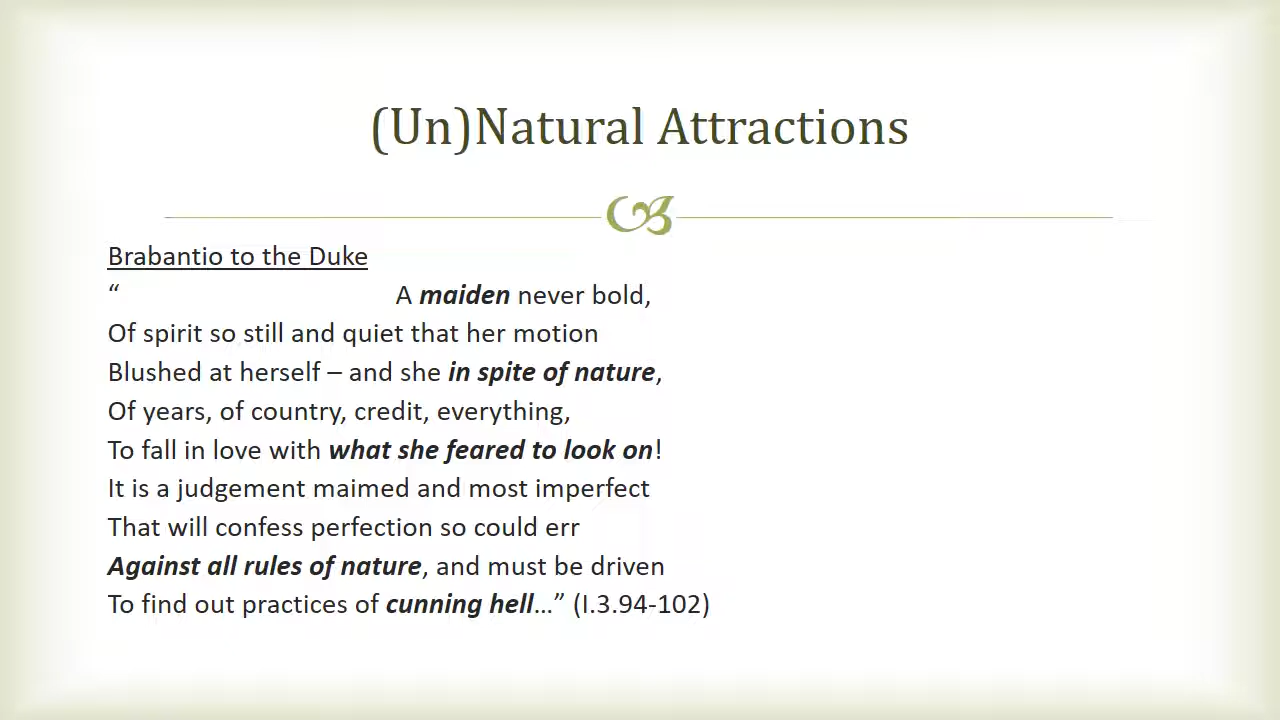 (Un)Natural Attractions
Brabantio to the Duke
“ A maiden never bold,
Of spirit so still and quiet that her motion
Blushed at herself – and she in spite of nature,
Of years, of country, credit, everything,
To fall in love with what she feared to look on!
It is a judgement maimed and most imperfect
That will confess perfection so could err
Against all rules of nature, and must be driven
To find out practices of cunning hell…” (I.3.94-102)